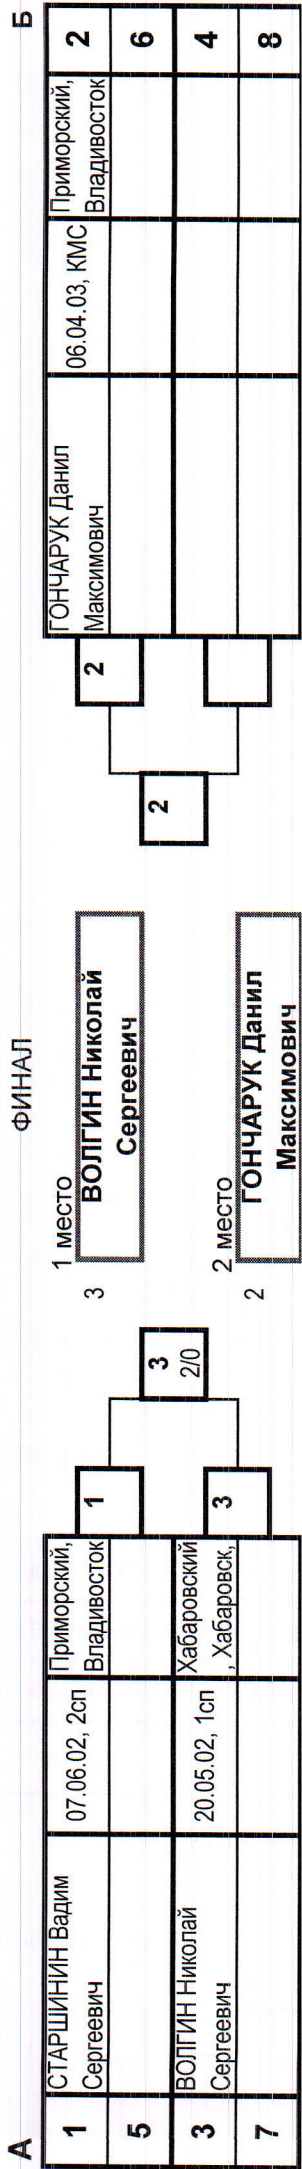 А
1
СТАРШИНИН Вадим
Сергеевич
07.06.02, 2сп
Приморский,
Владивосток
5
3
ВОЛГИН Николай
Сергеевич
20.05.02, 1сп
Хабаровский
, Хабаровск,
7
1
3
3
2/0
ФИНАЛ
1 место
3
ВОЛГИН Николай
Сергеевич
2 место
2
ГОНЧАРУК Данил
Максимович
Б
2
2
ГОНЧАРУК Данил
Максимович
06.04.03, КМС
Приморский,
Владивосток
2
6
4
8